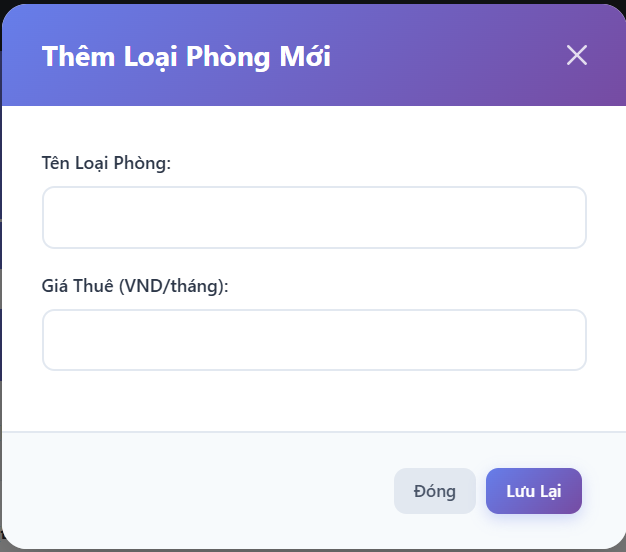 Thêm Loại Phòng Mới
Tên Loại Phòng:
Giá Thuê (VND/tháng):
Đóng
Lưu Lại